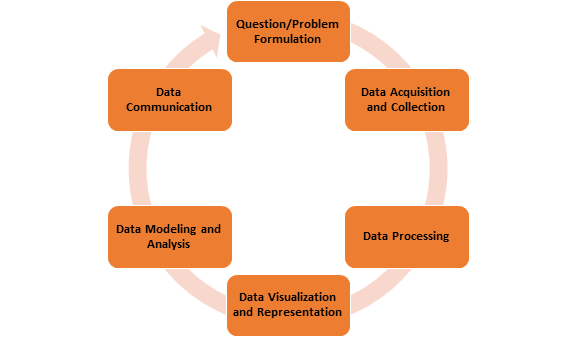 Question/Problem
Formulation
Data Acquisition
and Collection
Data Processing
Data Visualization
and Representation
Data Modeling and
Analysis
Data
Communication